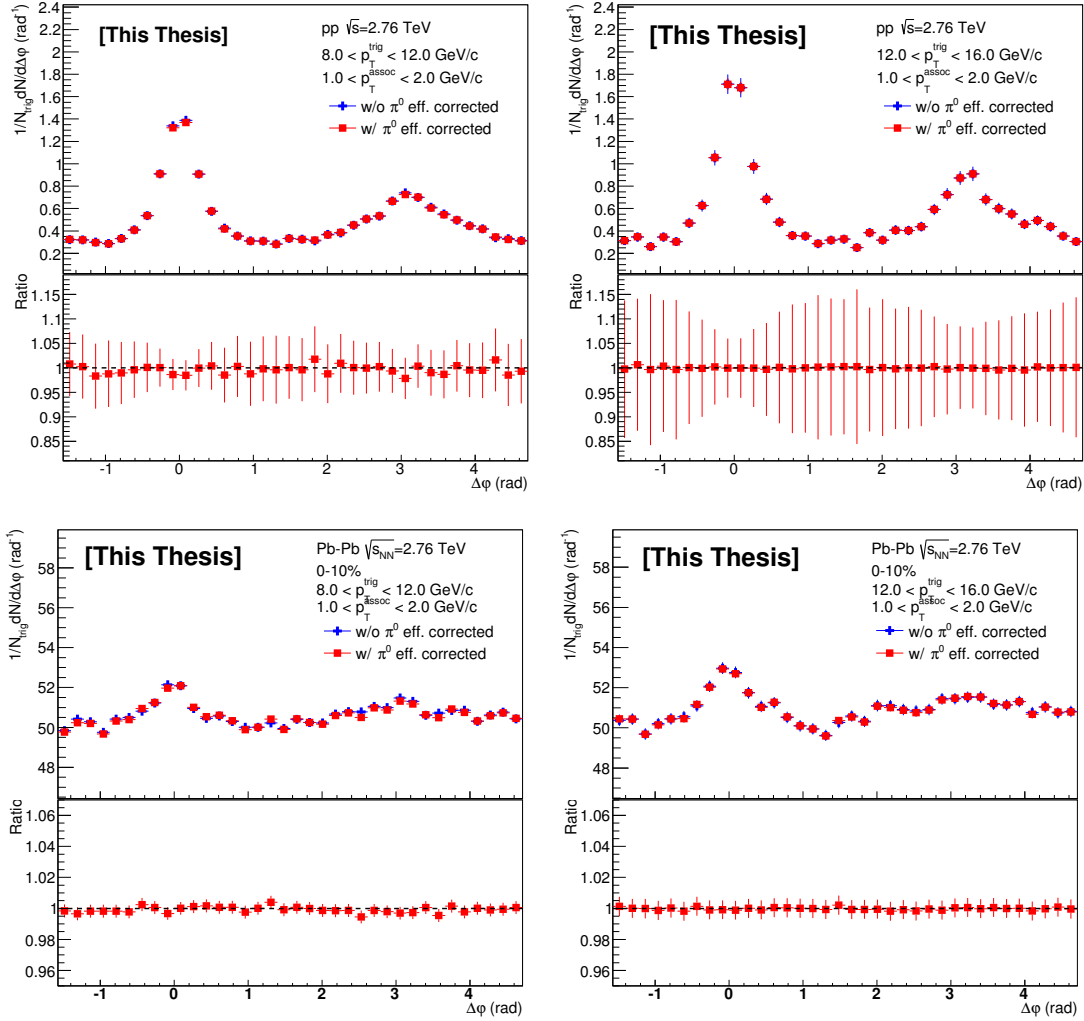 [This Thesis]
pp √s=2.76 TeV
8.0 < p_T^trig < 12.0 GeV/c
1.0 < p_T^assoc < 2.0 GeV/c
w/o π⁰ eff. corrected
w/ π⁰ eff. corrected
1/N_trig dN/dΔφ (rad⁻¹)
2.4
2.2
2
1.8
1.6
1.4
1.2
1
0.8
0.6
0.4
0.2
Ratio
1.15
1.1
1.05
1
0.95
0.9
0.85
-1 0 1 2 3 4
Δφ (rad)
[This Thesis]
pp √s=2.76 TeV
12.0 < p_T^trig < 16.0 GeV/c
1.0 < p_T^assoc < 2.0 GeV/c
w/o π⁰ eff. corrected
w/ π⁰ eff. corrected
1/N_trig dN/dΔφ (rad⁻¹)
2.4
2.2
2
1.8
1.6
1.4
1.2
1
0.8
0.6
0.4
0.2
Ratio
1.15
1.1
1.05
1
0.95
0.9
0.85
-1 0 1 2 3 4
Δφ (rad)
[This Thesis]
Pb-Pb √s_NN=2.76 TeV
0-10%
8.0 < p_T^trig < 12.0 GeV/c
1.0 < p_T^assoc < 2.0 GeV/c
w/o π⁰ eff. corrected
w/ π⁰ eff. corrected
1/N_trig dN/dΔφ (rad⁻¹)
58
56
54
52
50
48
Ratio
1.06
1.04
1.02
1
0.98
0.96
-1 0 1 2 3 4
Δφ (rad)
[This Thesis]
Pb-Pb √s_NN=2.76 TeV
0-10%
12.0 < p_T^trig < 16.0 GeV/c
1.0 < p_T^assoc < 2.0 GeV/c
w/o π⁰ eff. corrected
w/ π⁰ eff. corrected
1/N_trig dN/dΔφ (rad⁻¹)
58
56
54
52
50
48
Ratio
1.06
1.04
1.02
1
0.98
0.96
-1 0 1 2 3 4
Δφ (rad)